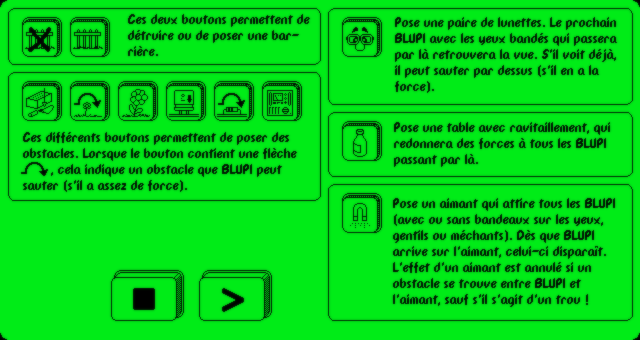 Ces deux boutons permettent de
détruire ou de poser une bar-
rière.
Ces différents boutons permettent de poser des
obstacles. Lorsque le bouton contient une flèche
, cela indique un obstacle que BLUPI peut
sauter (s'il a assez de force).
Pose une paire de lunettes. Le prochain
BLUPI avec les yeux bandés qui passera
par là retrouvera la vue. S'il voit déjà,
il peut sauter par dessus (s'il en a la
force).
Pose une table avec ravitaillement, qui
redonnera des forces à tous les BLUPI
passant par là.
Pose un aimant qui attire tous les BLUPI
(avec ou sans bandeaux sur les yeux,
gentils ou méchants). Dès que BLUPI
arrive sur l'aimant, celui-ci disparaît.
L'effet d'un aimant est annulé si un
obstacle se trouve entre BLUPI et
l'aimant, sauf s'il s'agit d'un trou !